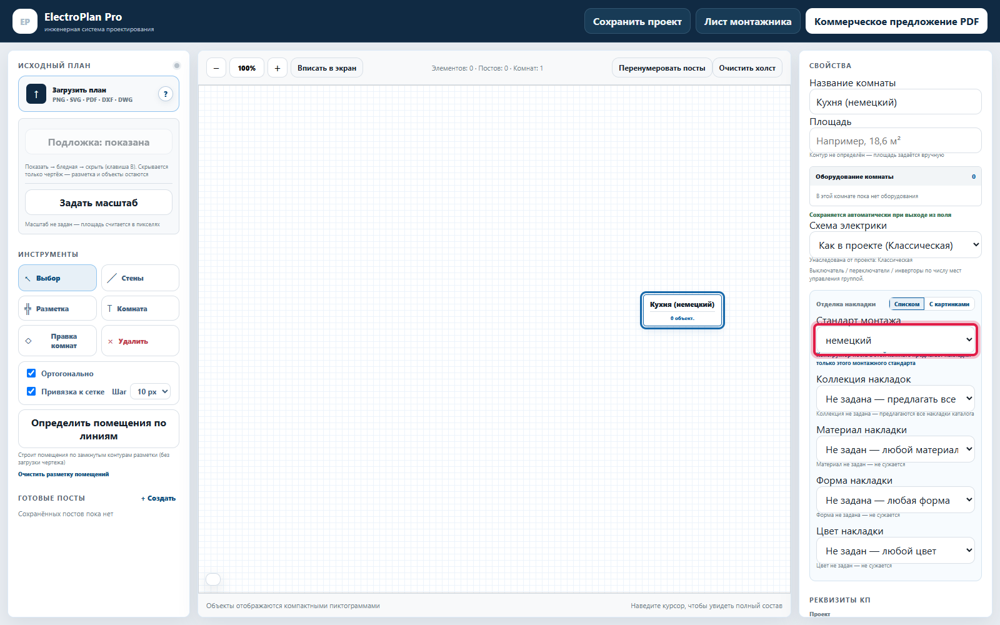 EP
ElectroPlan Pro
инженерная система проектирования
Сохранить проект
Лист монтажника
Коммерческое предложение PDF
ИСХОДНЫЙ ПЛАН
↑
Загрузить план
PNG · SVG · PDF · DXF · DWG
?
Подложка: показана
Показать → бледная → скрыть (клавиша B). Скрывается
только чертёж — разметка и объекты остаются
Задать масштаб
Масштаб не задан — площадь считается в пикселях
ИНСТРУМЕНТЫ
↖ Выбор
Стены
Разметка
T Комната
◇ Правка
комнат
× Удалить
Ортогонально
Привязка к сетке Шаг 10 px
Определить помещения по
линиям
Строит помещения по замкнутым контурам разметки (без
загрузки чертежа)
Очистить разметку помещений
ГОТОВЫЕ ПОСТЫ
+ Создать
Сохранённых постов пока нет
−
100%
+
Вписать в экран
Элементов: 0 · Постов: 0 · Комнат: 1
Перенумеровать посты
Очистить холст
Кухня (немецкий)
0 объект.
Объекты отображаются компактными пиктограммами
Наведите курсор, чтобы увидеть полный состав
СВОЙСТВА
Название комнаты
Кухня (немецкий)
Площадь
Например, 18,6 м²
Контур не определён — площадь задаётся вручную
Оборудование комнаты 0
В этой комнате пока нет оборудования
Сохраняется автоматически при выходе из поля
Схема электрики
Как в проекте (Классическая)
Унаследована от проекта: Классическая
Выключатель / переключатели / инверторы по числу мест
управления группой.
Отделка накладки
Списком
С картинками
Стандарт монтажа
немецкий
только этого монтажного стандарта
Коллекция накладок
Не задана — предлагать все
Коллекция не задана — предлагаются все накладки каталога
Материал накладки
Не задан — любой материал
Материал не задан — не сужается
Форма накладки
Не задана — любая форма
Форма не задана — не сужается
Цвет накладки
Не задан — любой цвет
Цвет не задан — не сужается
РЕКВИЗИТЫ КП
Проект